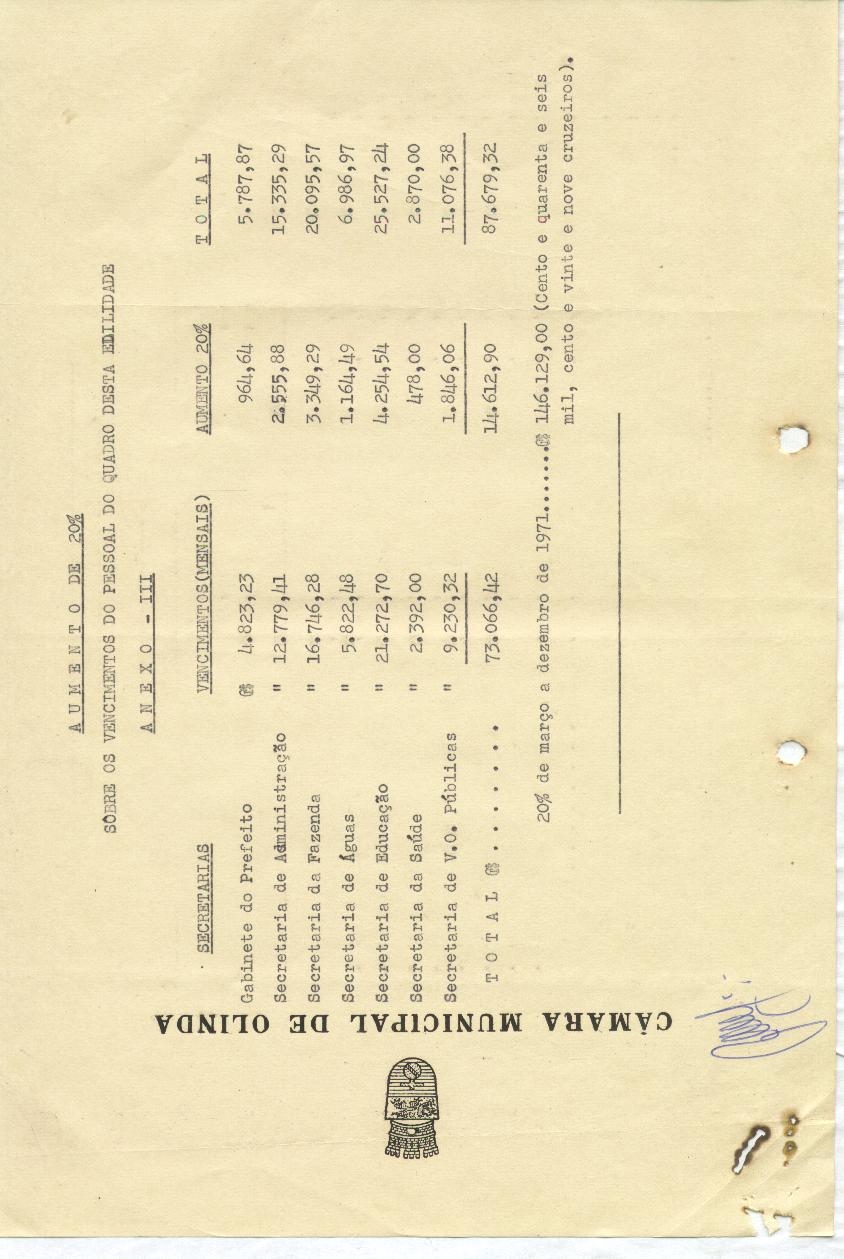 CÂMARA MUNICIPAL DE OLINDA
A U M E N T O DE 20%
SÔBRE OS VENCIMENTOS DO PESSOAL DO QUADRO DESTA EDILIDADE
A N E X O - III
SECRETARIAS VENCIMENTOS(MENSAIS) AUMENTO 20% T O T A L
Gabinete do Prefeito Cr$ 4.823,23 964,64 5.787,87
Secretaria de Administração " 12.779,41 2.555,88 15.335,29
Secretaria da Fazenda " 16.746,28 3.349,29 20.095,57
Secretaria de Águas " 5.822,48 1.164,49 6.986,97
Secretaria de Educação " 21.272,70 4.254,54 25.527,24
Secretaria da Saúde " 2.392,00 478,00 2.870,00
Secretaria de V.O. Públicas " 9.230,32 1.846,06 11.076,38
T O T A L Cr$ . . . . . . . . 73.066,42 14.612,90 87.679,32
20% de março a dezembro de 1971.......Cr$ 146.129,00 (Cento e quarenta e seis
mil, cento e vinte e nove cruzeiros).